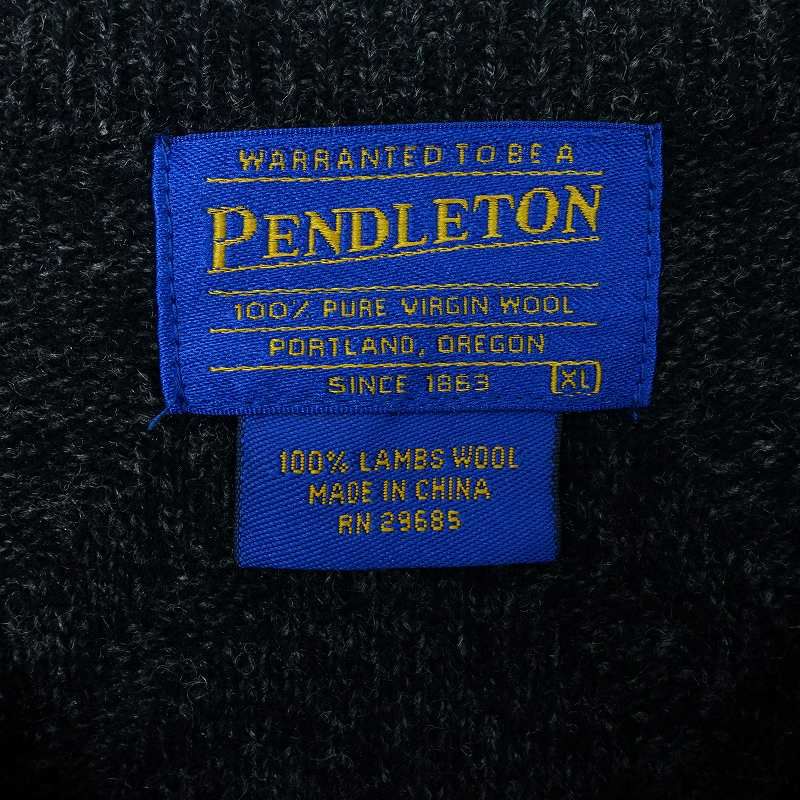 WARRANTED TO BE A
PENDLETON
100% PURE VIRGIN WOOL
PORTLAND, OREGON
SINCE 1863 XL
100% LAMBS WOOL
MADE IN CHINA
RN 29685